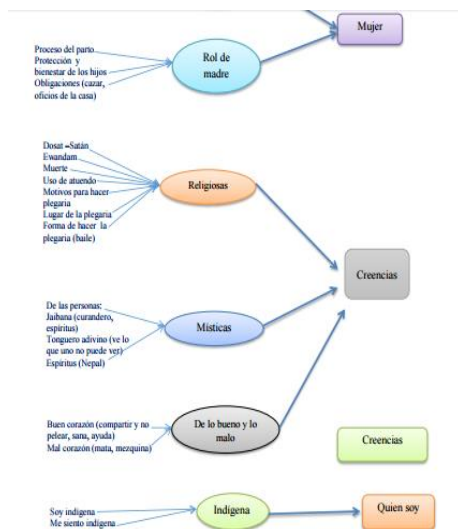 Mujer
Proceso del parto
Protección y
bienestar de los hijos
Obligaciones (cazar,
oficios de la casa)
Rol de
madre
Dosat –Satán
Ewandam
Muerte
Uso de atuendo
Motivos para hacer
plegaria
Lugar de la plegaria
Forma de hacer la
plegaria (baile)
Religiosas
Creencias
De las personas:
Jaibana (curandero,
espíritus)
Tonguero adivino (ve lo
que uno no puede ver)
Espíritus (Nepal)
Místicas
Buen corazón (compartir y no
pelear, sana, ayuda)
Mal corazón (mata, mezquina)
De lo bueno y lo
malo
Creencias
Soy indígena
Me siento indígena
Indígena
Quien soy